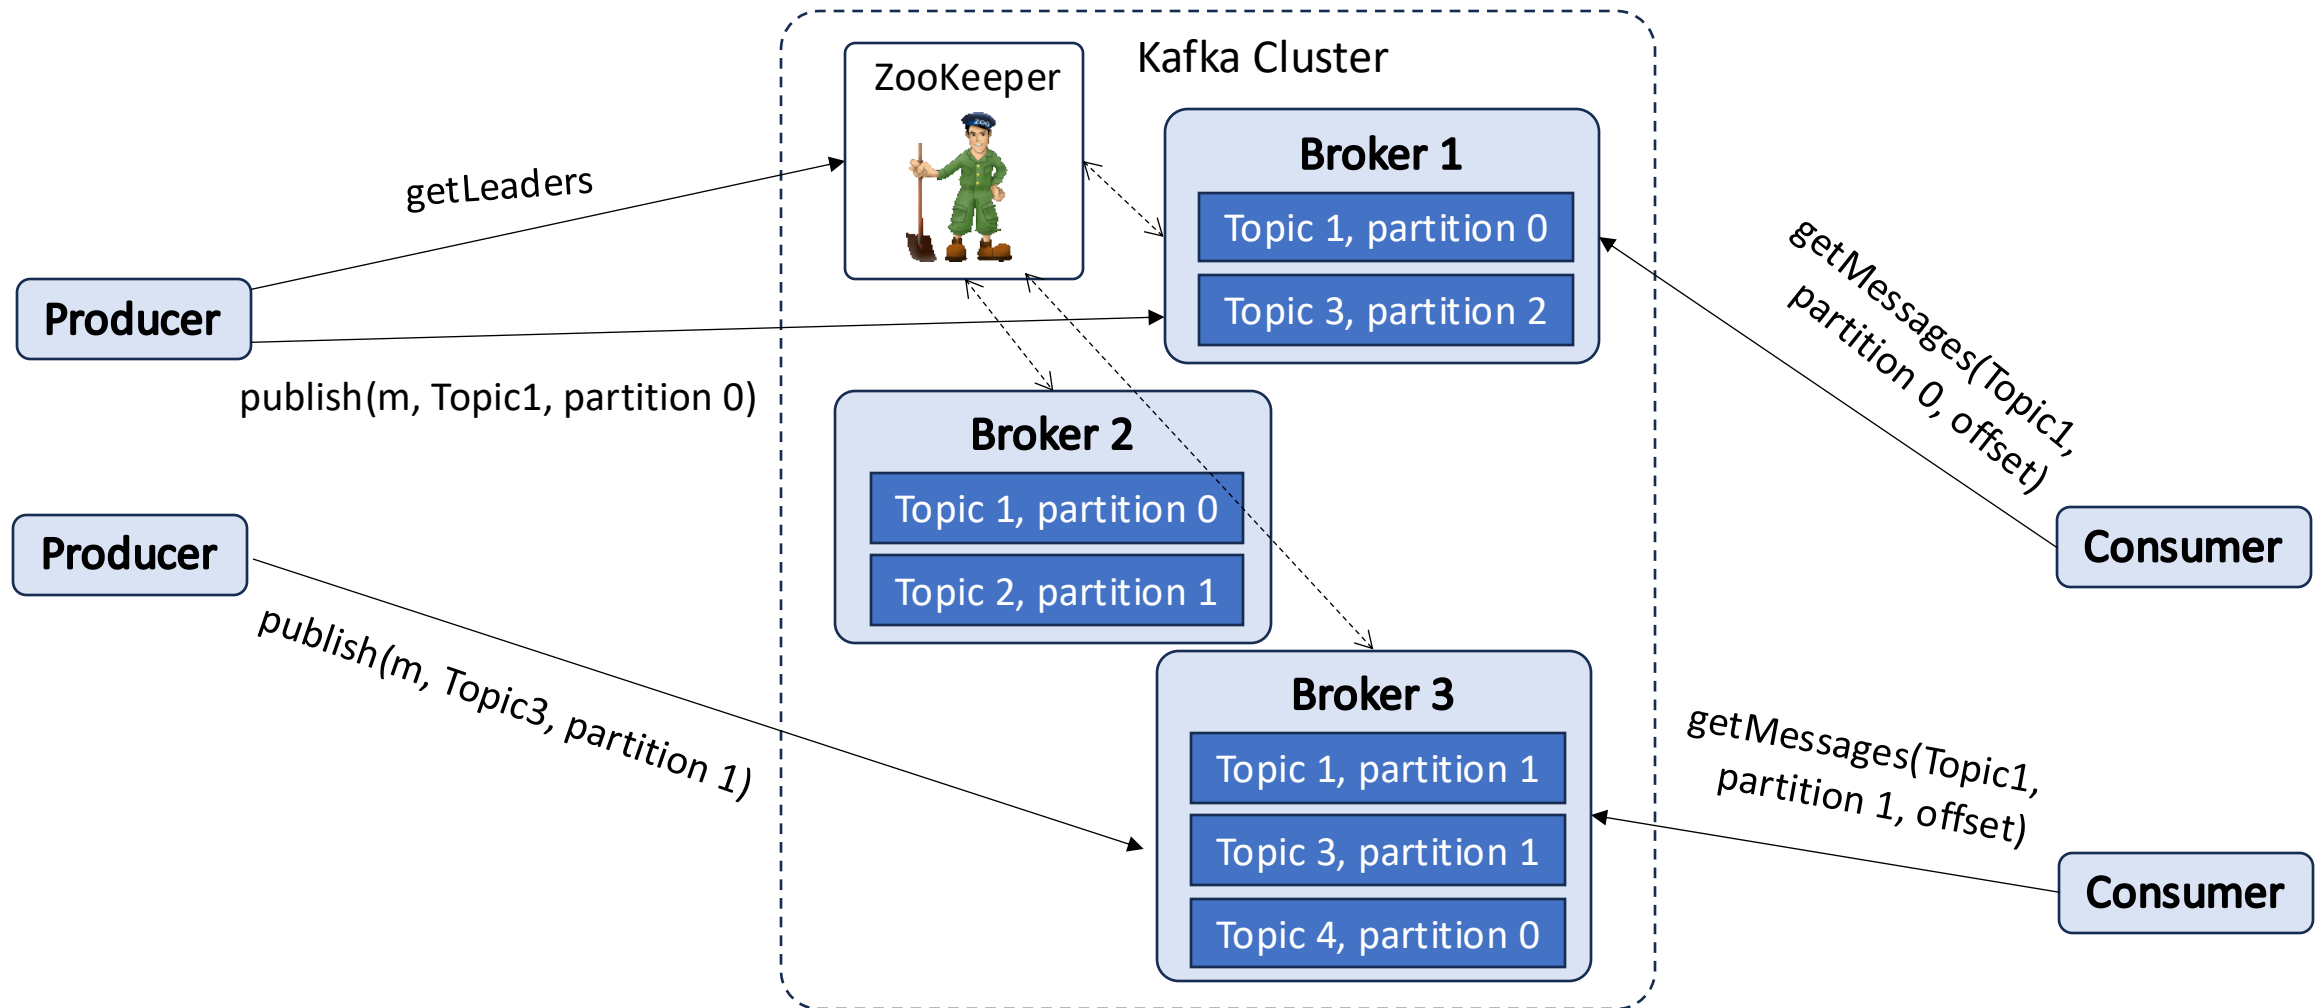 Kafka Cluster
ZooKeeper
ZOO
Broker 1
Topic 1, partition 0
Topic 3, partition 2
getLeaders
Producer
publish(m, Topic1, partition 0)
Broker 2
Topic 1, partition 0
Topic 2, partition 1
Producer
publish(m, Topic3, partition 1)
Broker 3
Topic 1, partition 1
Topic 3, partition 1
Topic 4, partition 0
getMessages(Topic1,
partition 0, offset)
Consumer
getMessages(Topic1,
partition 1, offset)
Consumer